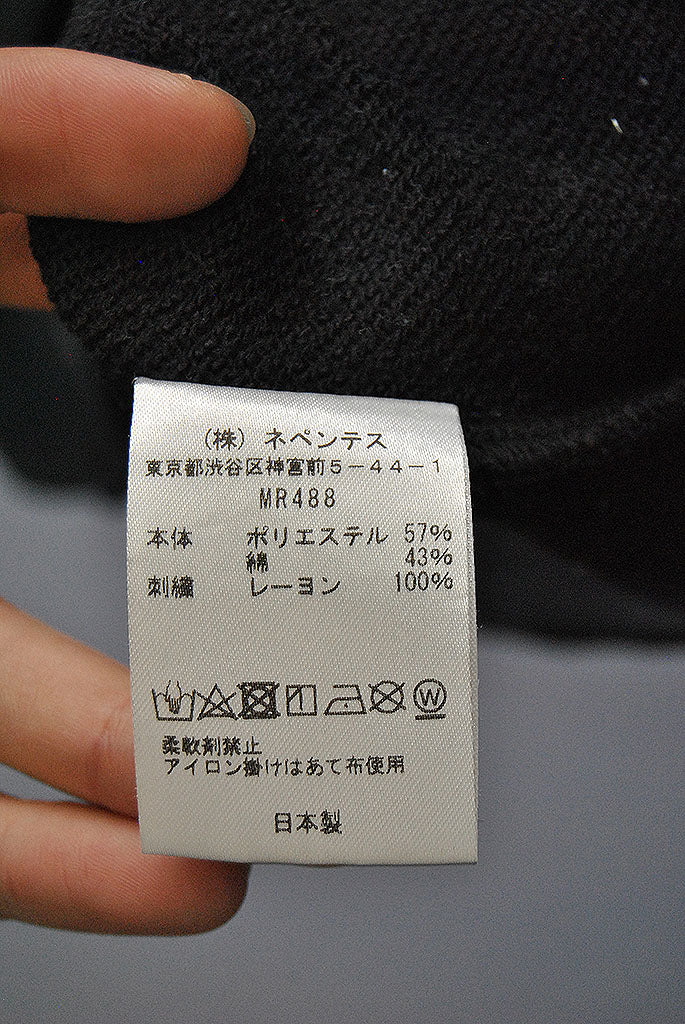 （株）ネペンテス
東京都渋谷区神宮前５－４４－１
MR488
本体 ポリエステル 57%
綿 43%
刺繍 レーヨン 100%
W
柔軟剤禁止
アイロン掛けはあて布使用
日本製